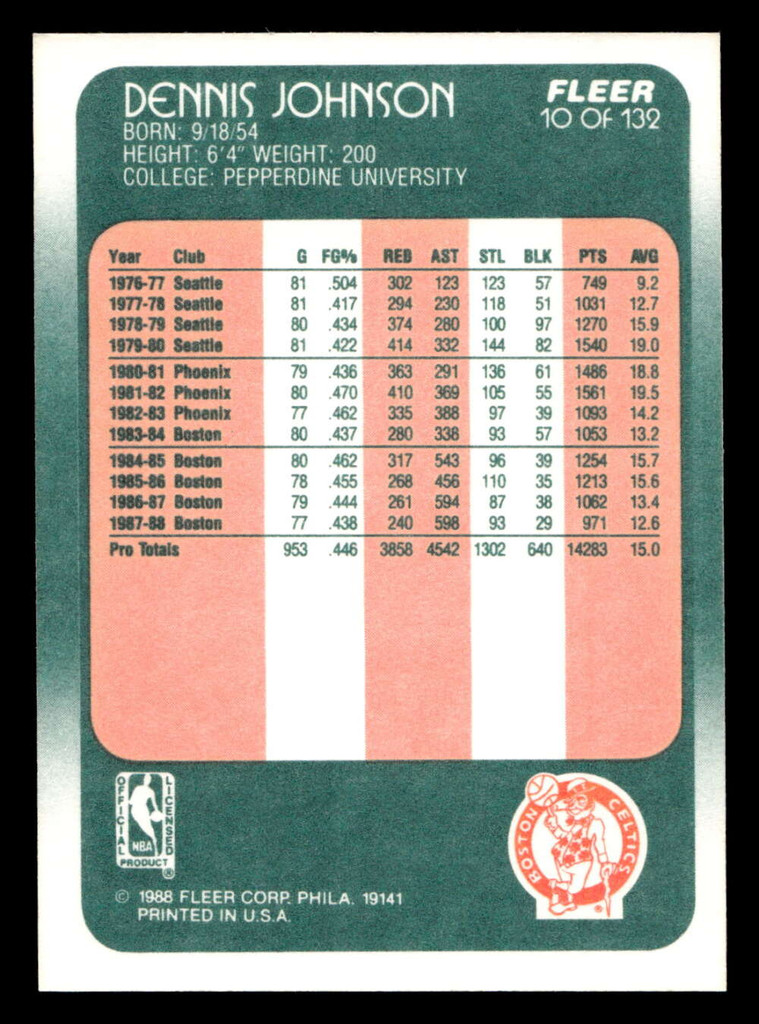 DENNIS JOHNSON
FLEER
10 OF 132
BORN: 9/18/54
HEIGHT: 6'4" WEIGHT: 200
COLLEGE: PEPPERDINE UNIVERSITY
Year Club G FG% REB AST STL BLK PTS AVG
1976-77 Seattle 81 .504 302 123 123 57 749 9.2
1977-78 Seattle 81 .417 294 230 118 51 1031 12.7
1978-79 Seattle 80 .434 374 280 100 97 1270 15.9
1979-80 Seattle 81 .422 414 332 144 82 1540 19.0
1980-81 Phoenix 79 .436 363 291 136 61 1486 18.8
1981-82 Phoenix 80 .470 410 369 105 55 1561 19.5
1982-83 Phoenix 77 .462 335 388 97 39 1093 14.2
1983-84 Boston 80 .437 280 338 93 57 1053 13.2
1984-85 Boston 80 .462 317 543 96 39 1254 15.7
1985-86 Boston 78 .455 268 456 110 35 1213 15.6
1986-87 Boston 79 .444 261 594 87 38 1062 13.4
1987-88 Boston 77 .438 240 598 93 29 971 12.6
Pro Totals 953 .446 3858 4542 1302 640 14283 15.0
OFFICIAL LICENSED
NBA
PRODUCT ®
BOSTON CELTICS
®
© 1988 FLEER CORP. PHILA. 19141
PRINTED IN U.S.A.